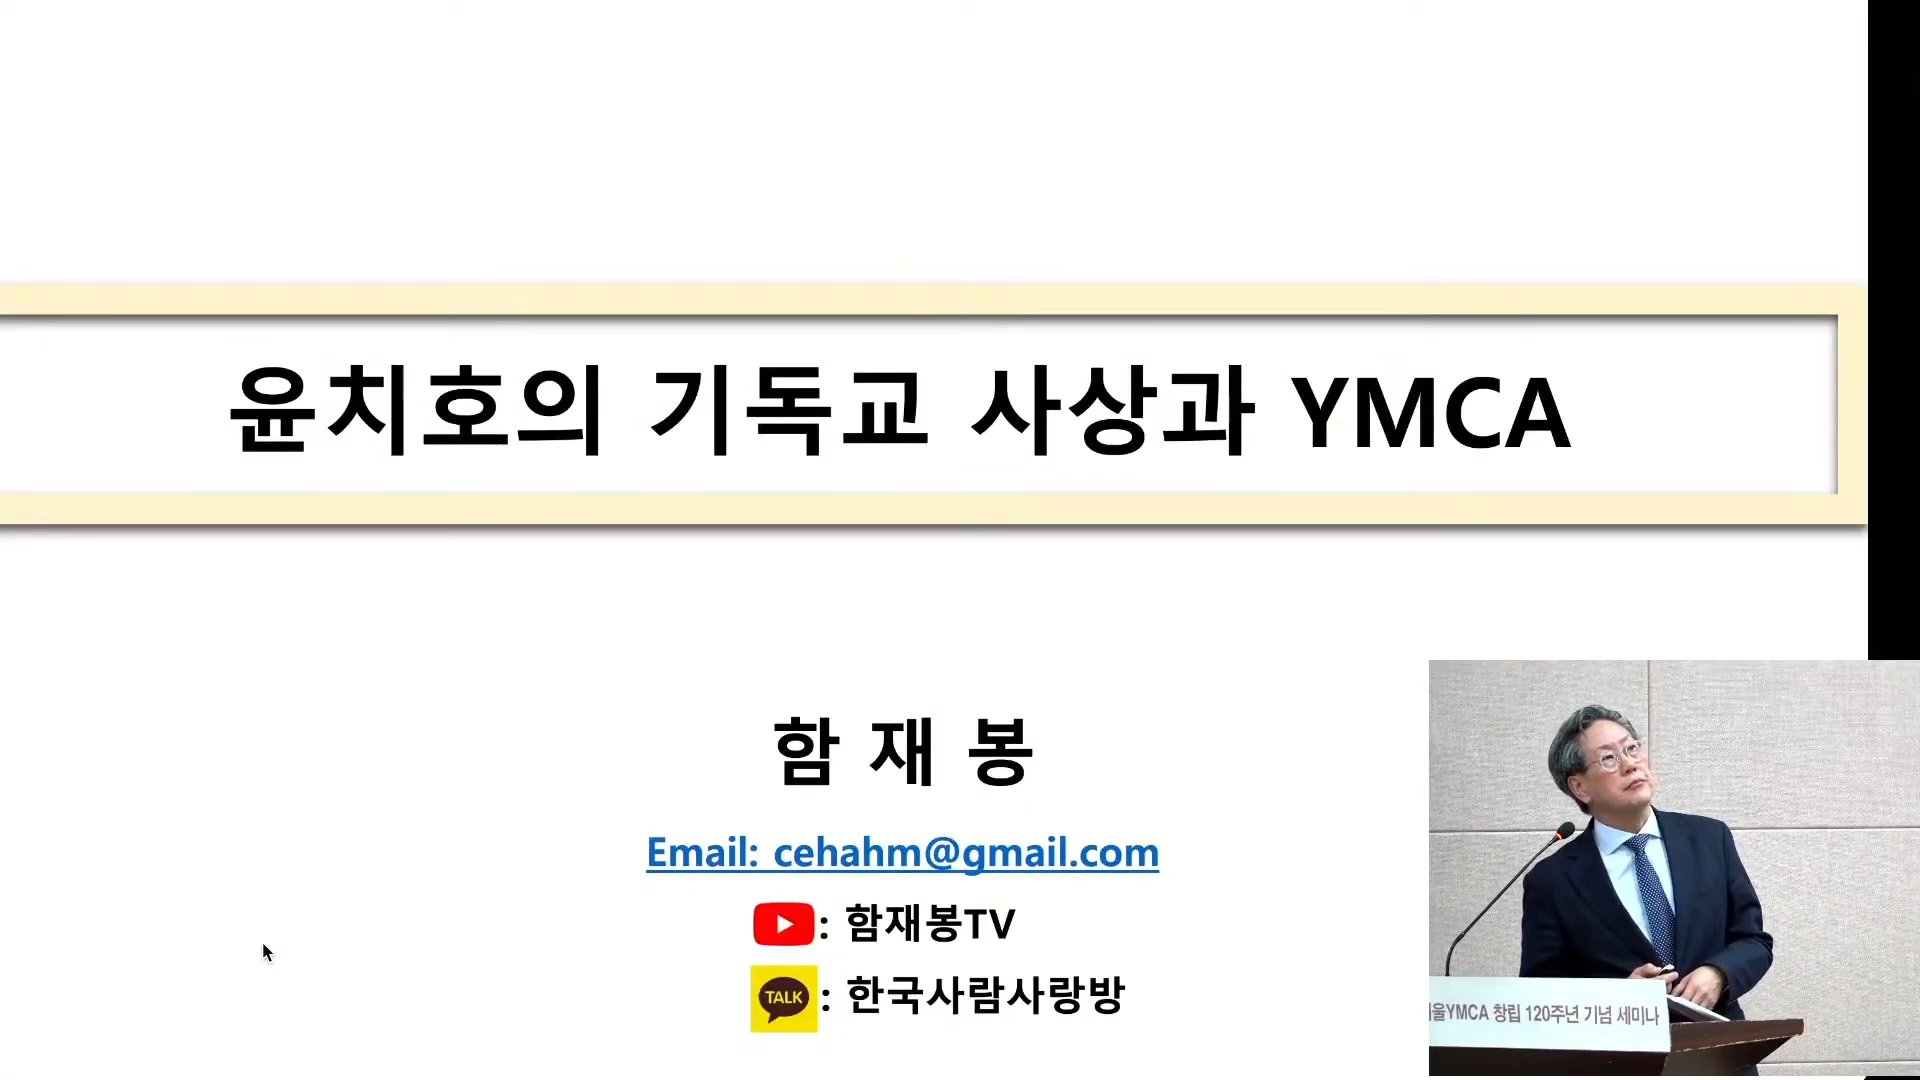 윤치호의 기독교 사상과 YMCA
함 재 봉
Email: cehahm@gmail.com
: 함재봉TV
TALK : 한국사람사랑방
울YMCA 창립 120주년 기념 세미나